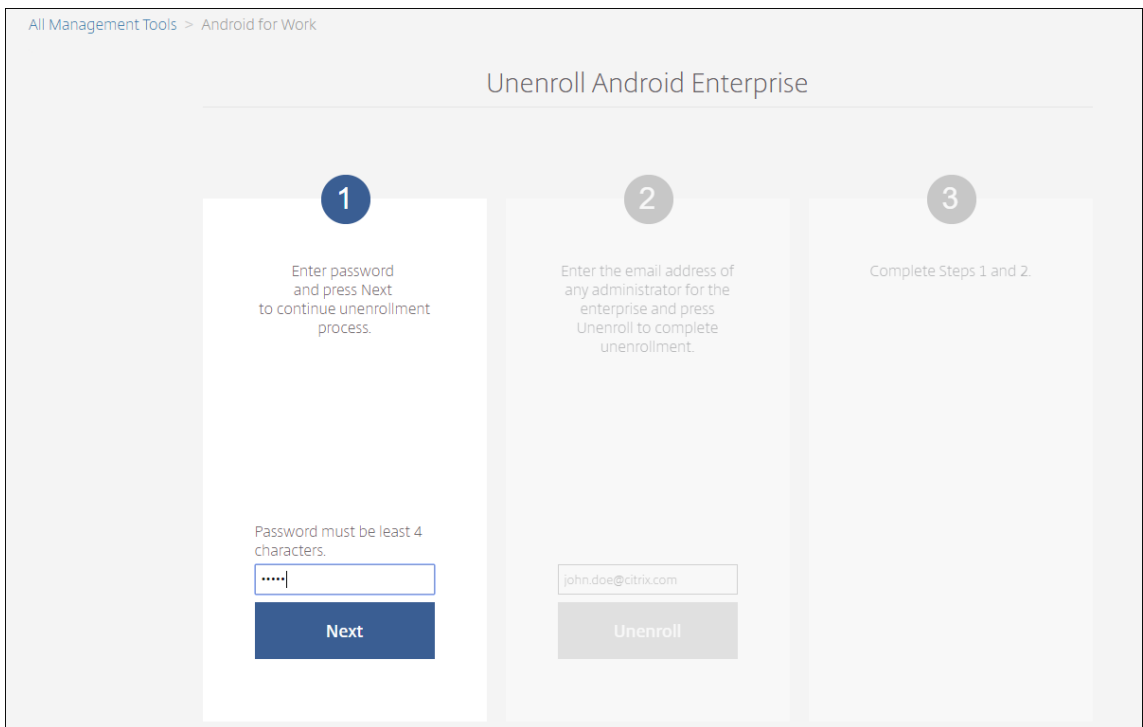 All Management Tools > Android for Work
Unenroll Android Enterprise
1
Enter password
and press Next
to continue unenrollment
process.
Password must be least 4
characters.
•••••
Next
2
Enter the email address of
any administrator for the
enterprise and press
Unenroll to complete
unenrollment.
john.doe@citrix.com
Unenroll
3
Complete Steps 1 and 2.